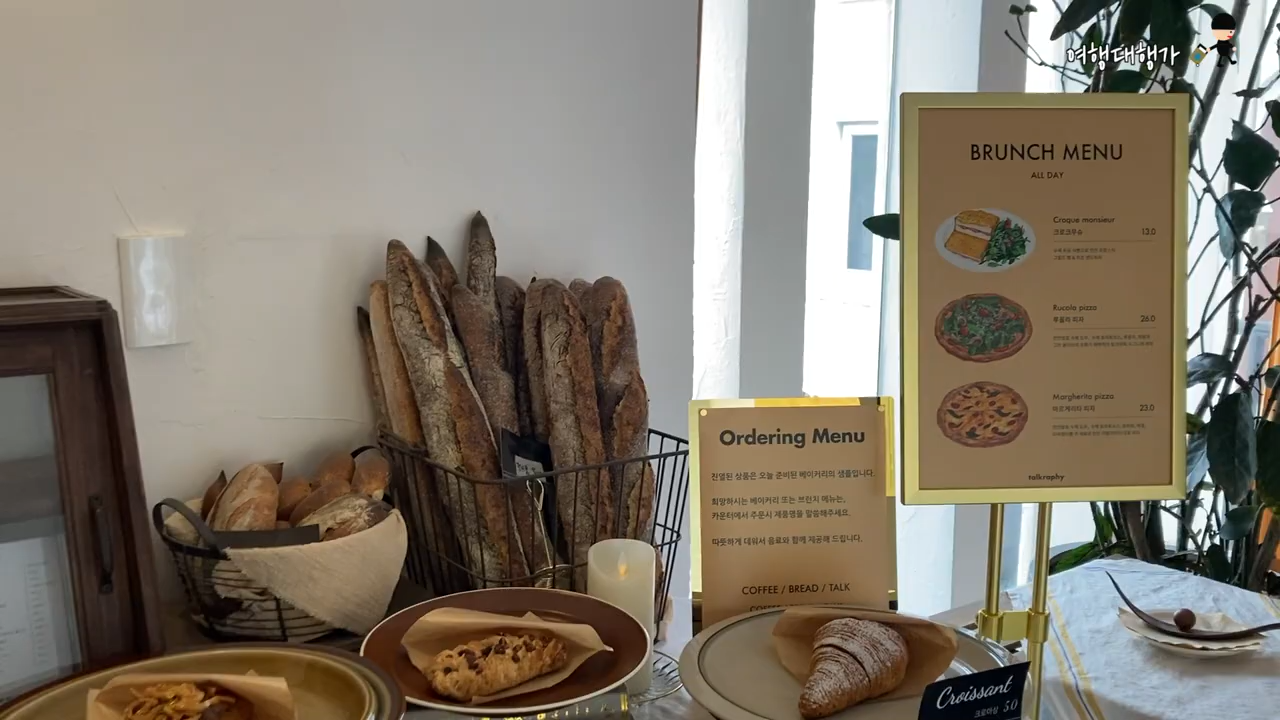 여행대행가
BRUNCH MENU
ALL DAY
Croque monsieur
크로크무슈 13.0
Rucola pizza
루꼴라 피자 26.0
Margherita pizza
마르게리타 피자 23.0
talkraphy
Ordering Menu
진열된 상품은 오늘 준비된 베이커리의 샘플입니다.
희망하시는 베이커리 또는 브런치 메뉴는,
카운터에서 주문시 제품명을 말씀해주세요.
따뜻하게 데워서 음료와 함께 제공해 드립니다.
COFFEE / BREAD / TALK
Croissant
크로와상 5.0